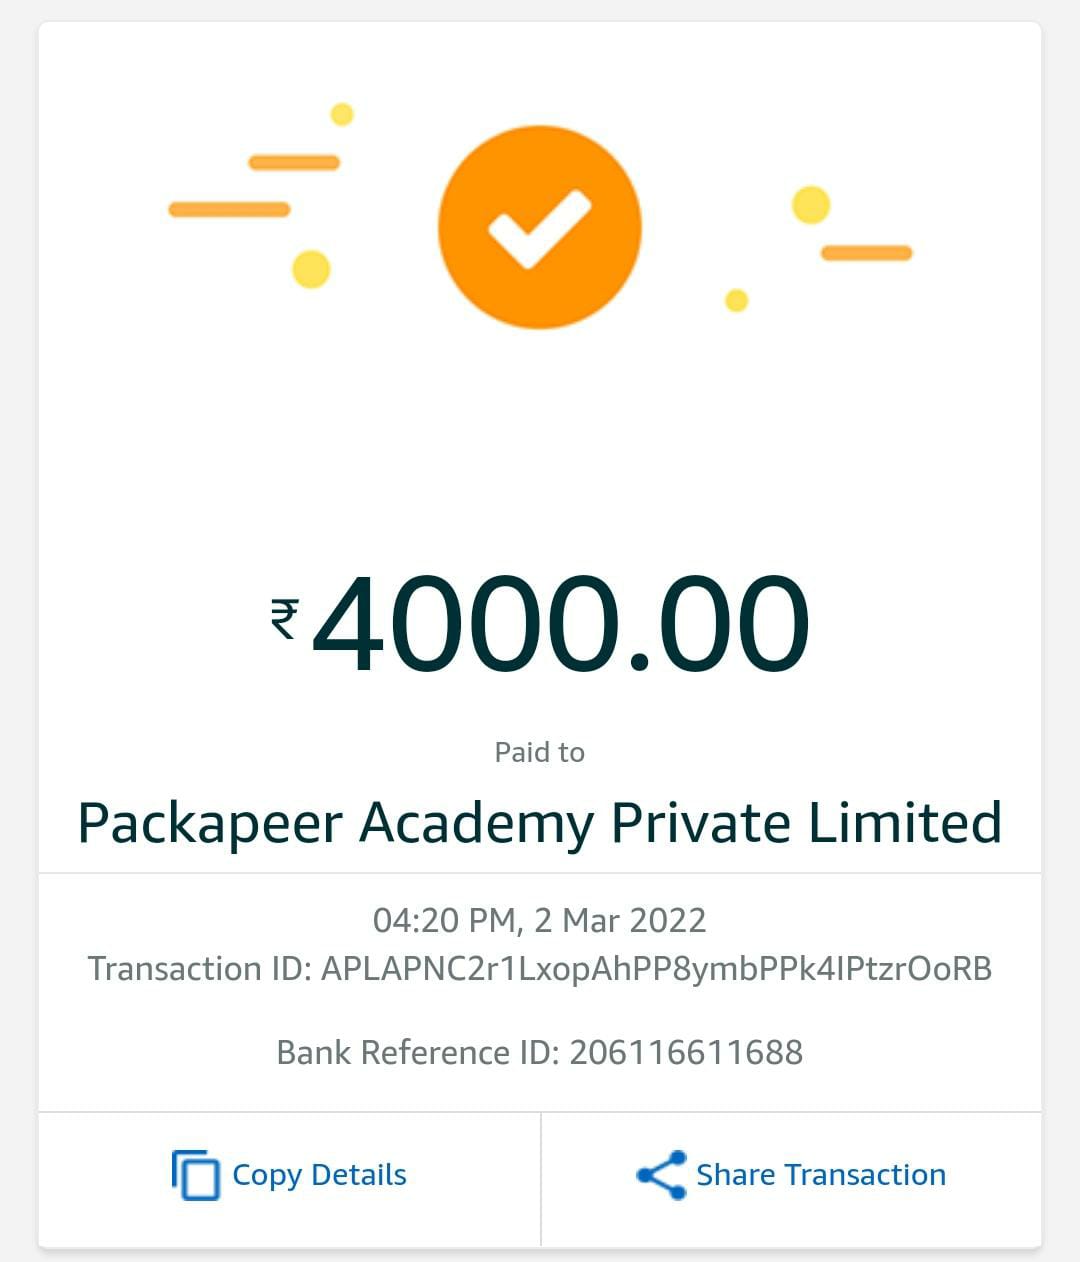 ₹4000.00
Paid to
Packapeer Academy Private Limited
04:20 PM, 2 Mar 2022
Transaction ID: APLAPNC2r1LxopAhPP8ymbPPk4IPtzrOoRB
Bank Reference ID: 206116611688
Copy Details
Share Transaction